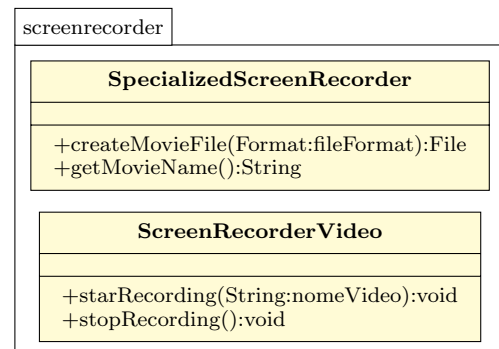 screenrecorder
SpecializedScreenRecorder
+createMovieFile(Format:fileFormat):File
+getMovieName():String
ScreenRecorderVideo
+starRecording(String:nomeVideo):void
+stopRecording():void